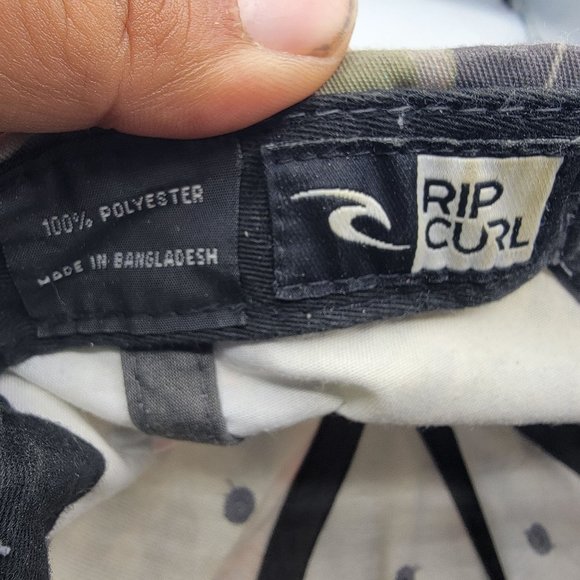 100% POLYESTER
MADE IN BANGLADESH
RIP
CURL